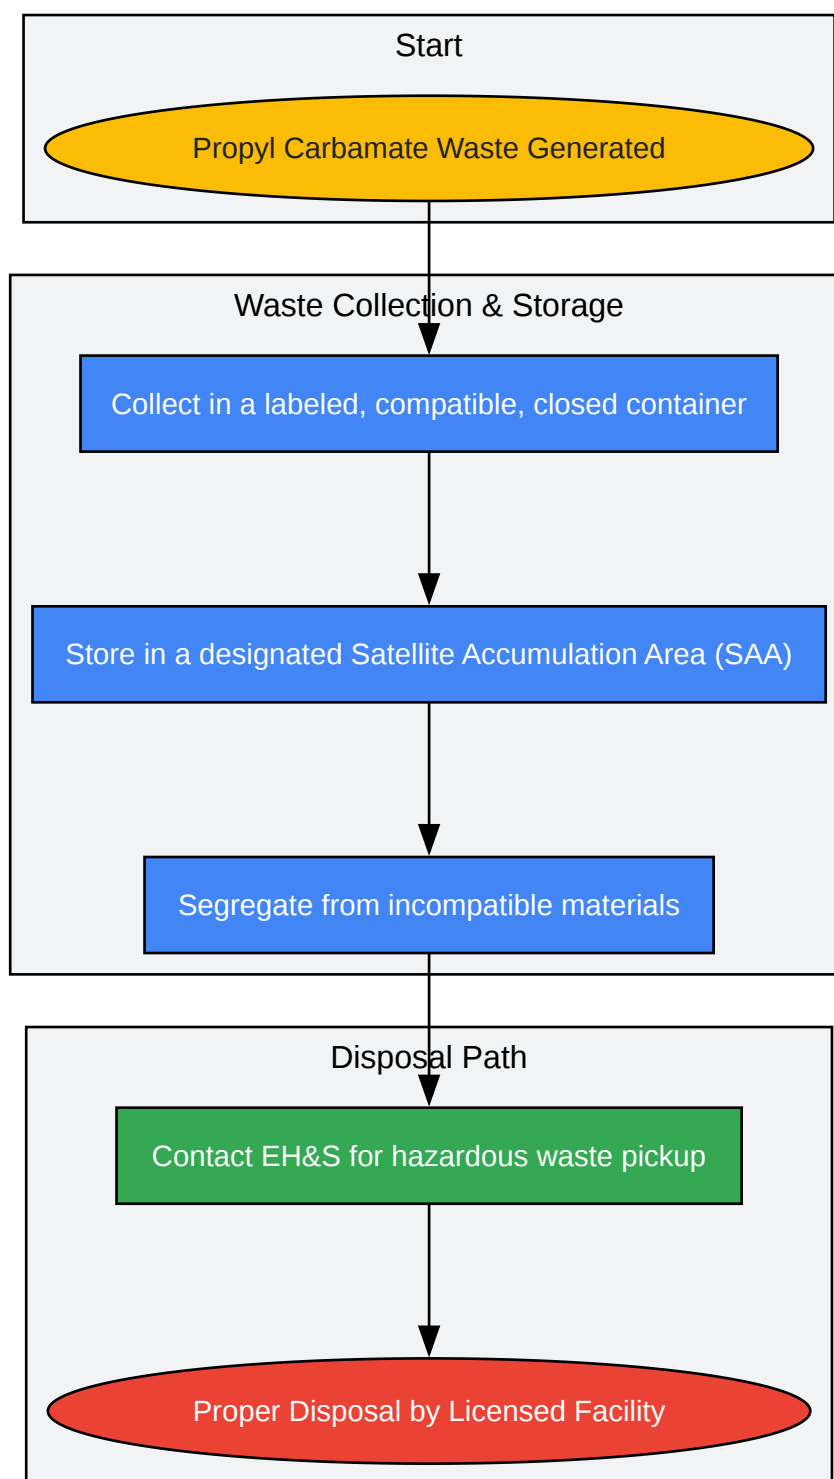 Start
Propyl Carbamate Waste Generated
Waste Collection & Storage
Collect in a labeled, compatible, closed container
Store in a designated Satellite Accumulation Area (SAA)
Segregate from incompatible materials
Disposal Path
Contact EH&S for hazardous waste pickup
Proper Disposal by Licensed Facility